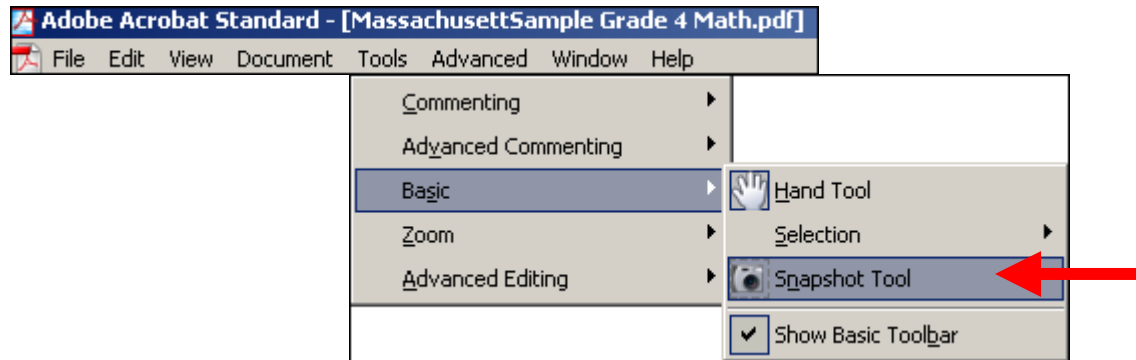 Adobe Acrobat Standard - [MassachusettSample Grade 4 Math.pdf]
File Edit View Document Tools Advanced Window Help
Commenting
Advanced Commenting
Basic
Zoom
Advanced Editing
Hand Tool
Selection
Snapshot Tool
Show Basic Toolbar